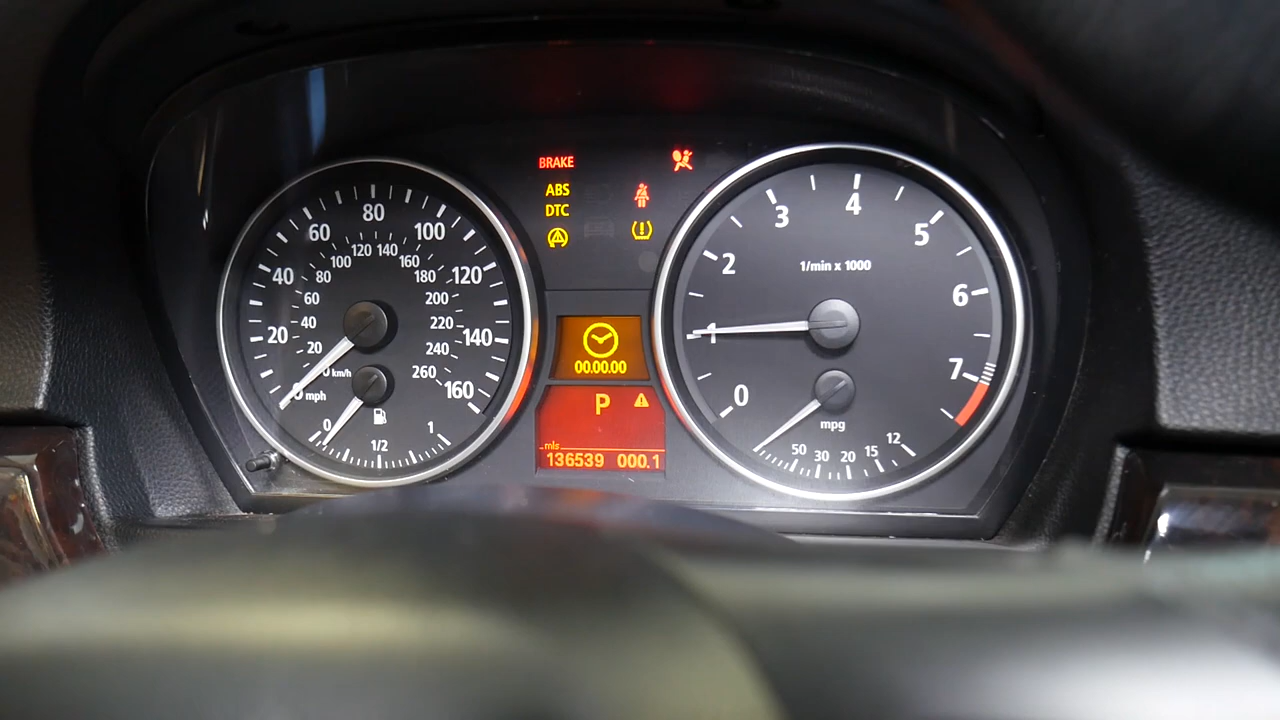 BRAKE
ABS
DTC
80
60 100
40 120
20 140
0 mph 160
120 140
100 160
80 180
60 200
40 220
20 240
0 km/h 260
0 1/2 1
00.00.00
P
mls
136539 000.1
1/min x 1000
0 1 2 3 4 5 6 7
mpg
50 30 20 15 12